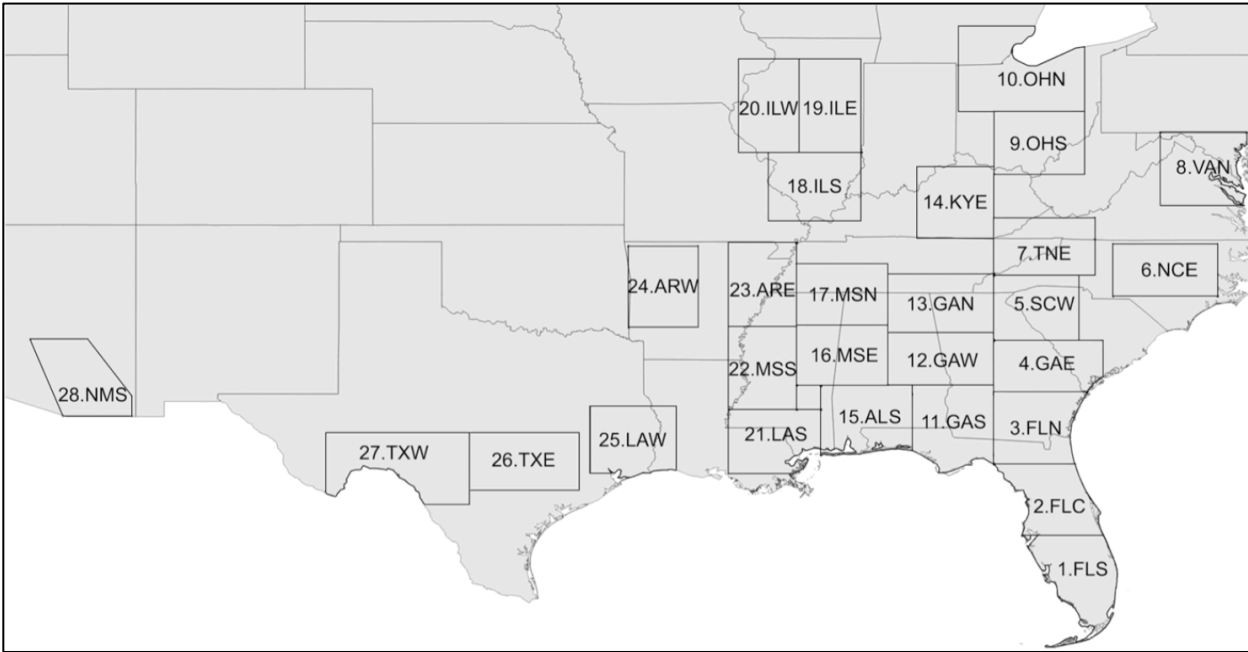 10.OHN
20.ILW
19.ILE
9.OHS
8.VAN
18.ILS
14.KYE
7.TNE
6.NCE
24.ARW
23.ARE
17.MSN
13.GAN
5.SCW
16.MSE
12.GAW
4.GAE
22.MSS
28.NMS
15.ALS
11.GAS
3.FLN
21.LAS
25.LAW
27.TXW
26.TXE
2.FLC
1.FLS